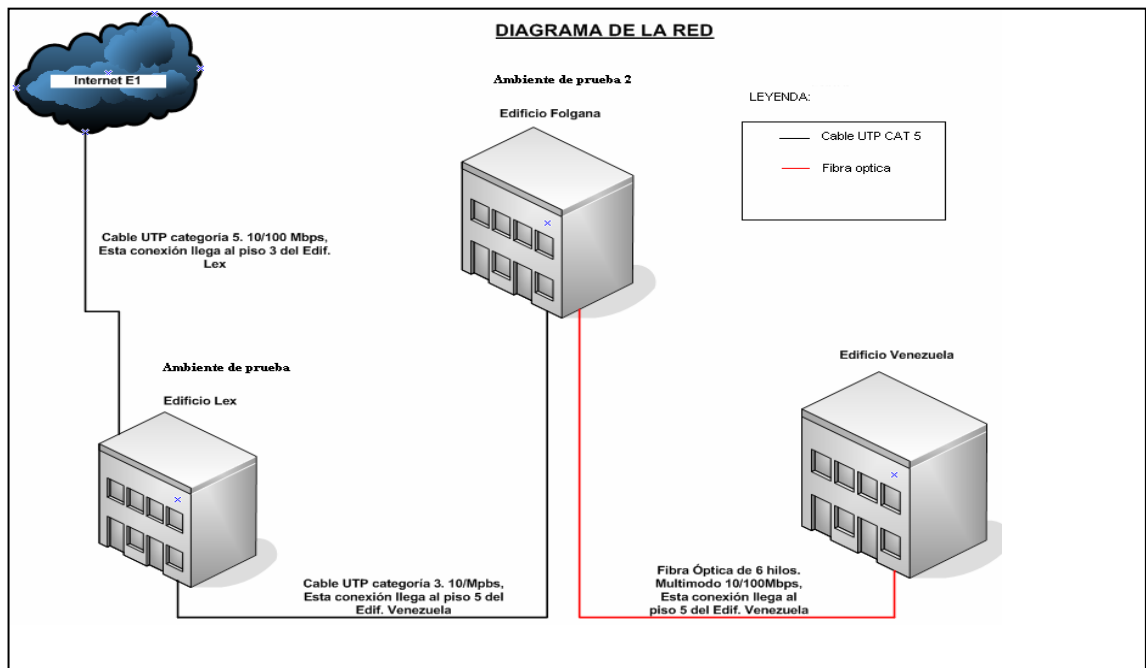 DIAGRAMA DE LA RED
Internet E1
Ambiente de prueba 2
Edificio Folgana
LEYENDA:
Cable UTP CAT 5
Fibra optica
Cable UTP categoría 5. 10/100 Mbps,
Esta conexión llega al piso 3 del Edif.
Lex
Ambiente de prueba
Edificio Lex
Edificio Venezuela
Cable UTP categoría 3. 10/Mpbs,
Esta conexión llega al piso 5 del
Edif. Venezuela
Fibra Óptica de 6 hilos.
Multimodo 10/100Mbps,
Esta conexión llega al
piso 5 del Edif. Venezuela